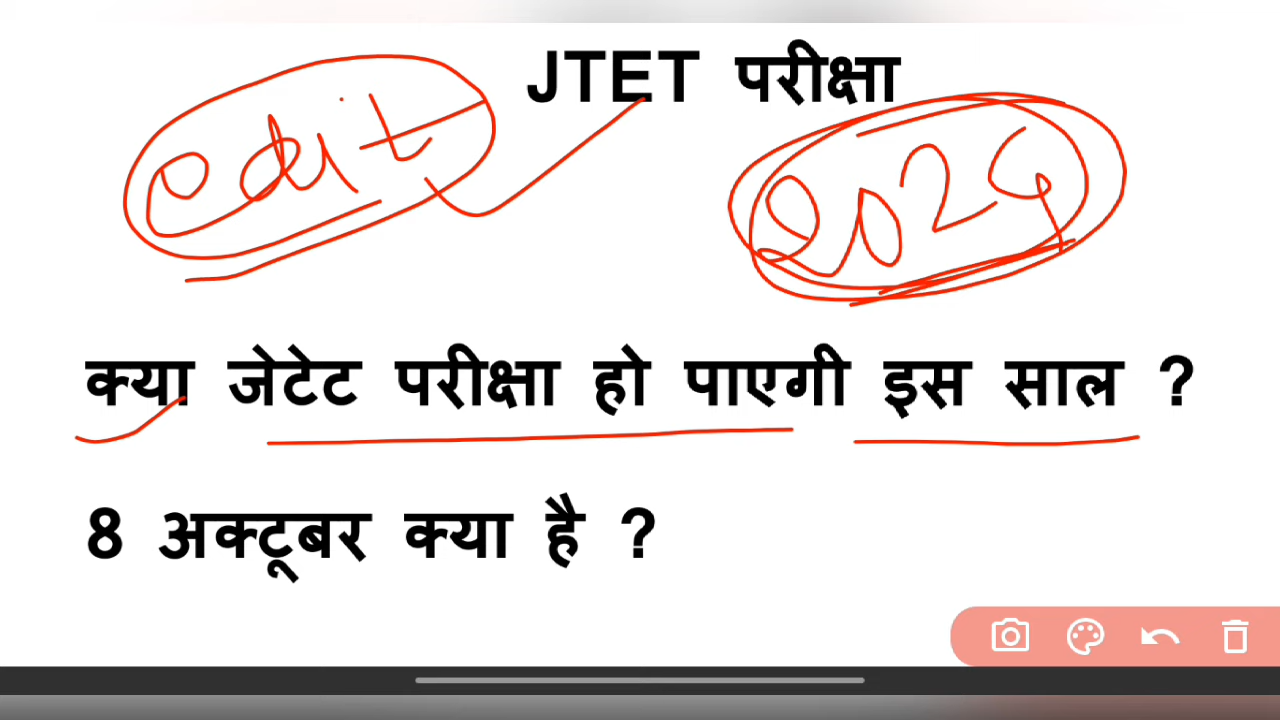 JTET परीक्षा
edit
2024
क्या जेटेट परीक्षा हो पाएगी इस साल ?
8 अक्टूबर क्या है ?